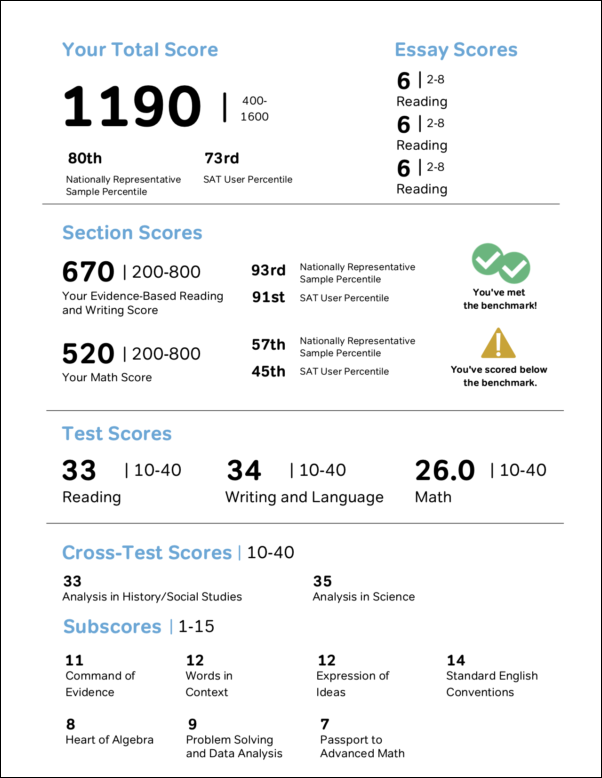 Your Total Score
1190 | 400-
1600
80th
Nationally Representative
Sample Percentile
73rd
SAT User Percentile
Essay Scores
6 | 2-8
Reading
6 | 2-8
Reading
6 | 2-8
Reading
Section Scores
670 | 200-800
Your Evidence-Based Reading
and Writing Score
93rd Nationally Representative
Sample Percentile
91st SAT User Percentile
You've met
the benchmark!
520 | 200-800
Your Math Score
57th Nationally Representative
Sample Percentile
45th SAT User Percentile
You've scored below
the benchmark.
Test Scores
33 | 10-40
Reading
34 | 10-40
Writing and Language
26.0 | 10-40
Math
Cross-Test Scores | 10-40
33
Analysis in History/Social Studies
35
Analysis in Science
Subscores | 1-15
11
Command of
Evidence
12
Words in
Context
12
Expression of
Ideas
14
Standard English
Conventions
8
Heart of Algebra
9
Problem Solving
and Data Analysis
7
Passport to
Advanced Math